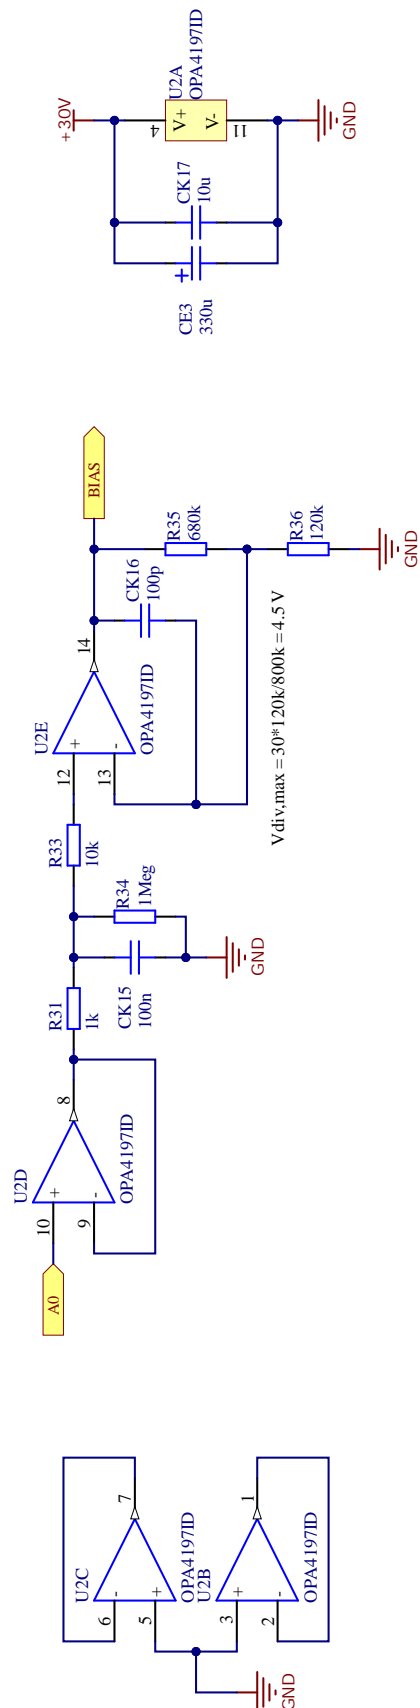 U2C
OPA4197ID
6
5
7
U2B
OPA4197ID
3
2
1
GND
A0
U2D
OPA4197ID
10
9
8
+
-
R31
1k
CK15
100n
R34
1Meg
GND
R33
10k
U2E
OPA4197ID
12
13
14
+
-
CK16
100p
BIAS
R35
680k
R36
120k
GND
Vdiv,max = 30*120k/800k = 4.5 V
CE3
330u
+
CK17
10u
+30V
U2A
OPA4197ID
4
V+
V-
11
GND